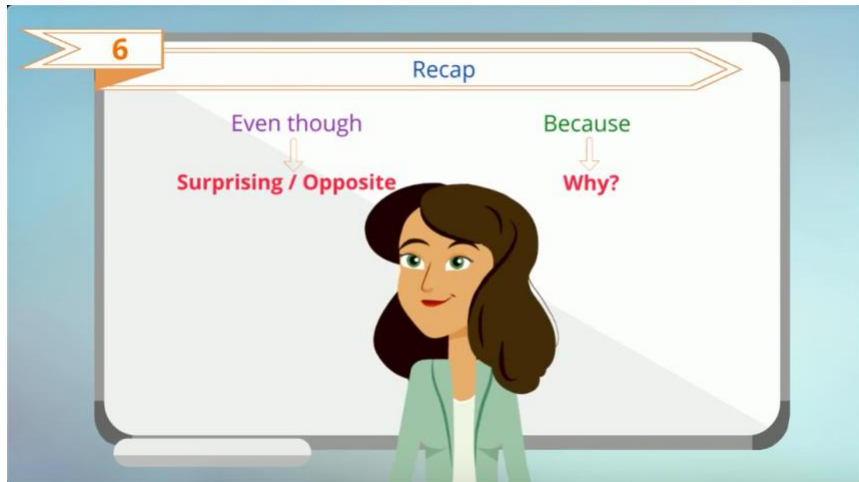 6
Recap
Even though
Because
Surprising / Opposite
Why?